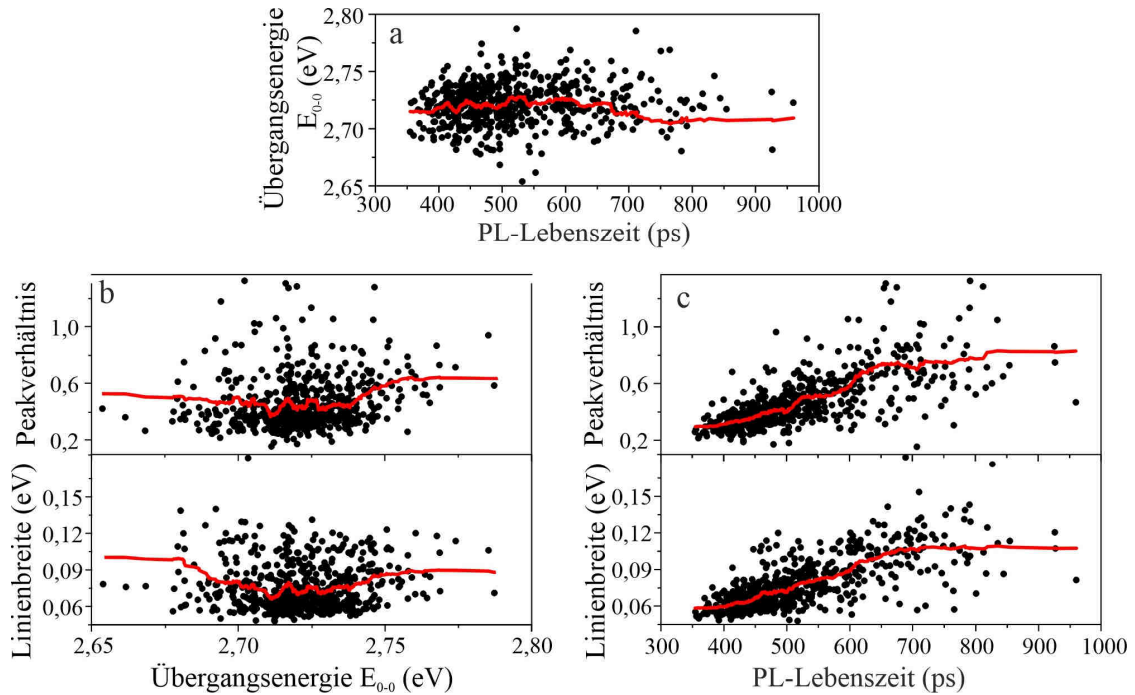 a
Übergangsenergie
E0-0 (eV)
2,80
2,75
2,70
2,65
300 400 500 600 700 800 900 1000
PL-Lebenszeit (ps)
b
Peakverhältnis
1,0
0,6
0,2
Linienbreite (eV)
0,15
0,12
0,09
0,06
2,65 2,70 2,75 2,80
Übergangsenergie E0-0 (eV)
c
Peakverhältnis
1,0
0,6
0,2
Linienbreite (eV)
0,15
0,12
0,09
0,06
300 400 500 600 700 800 900 1000
PL-Lebenszeit (ps)